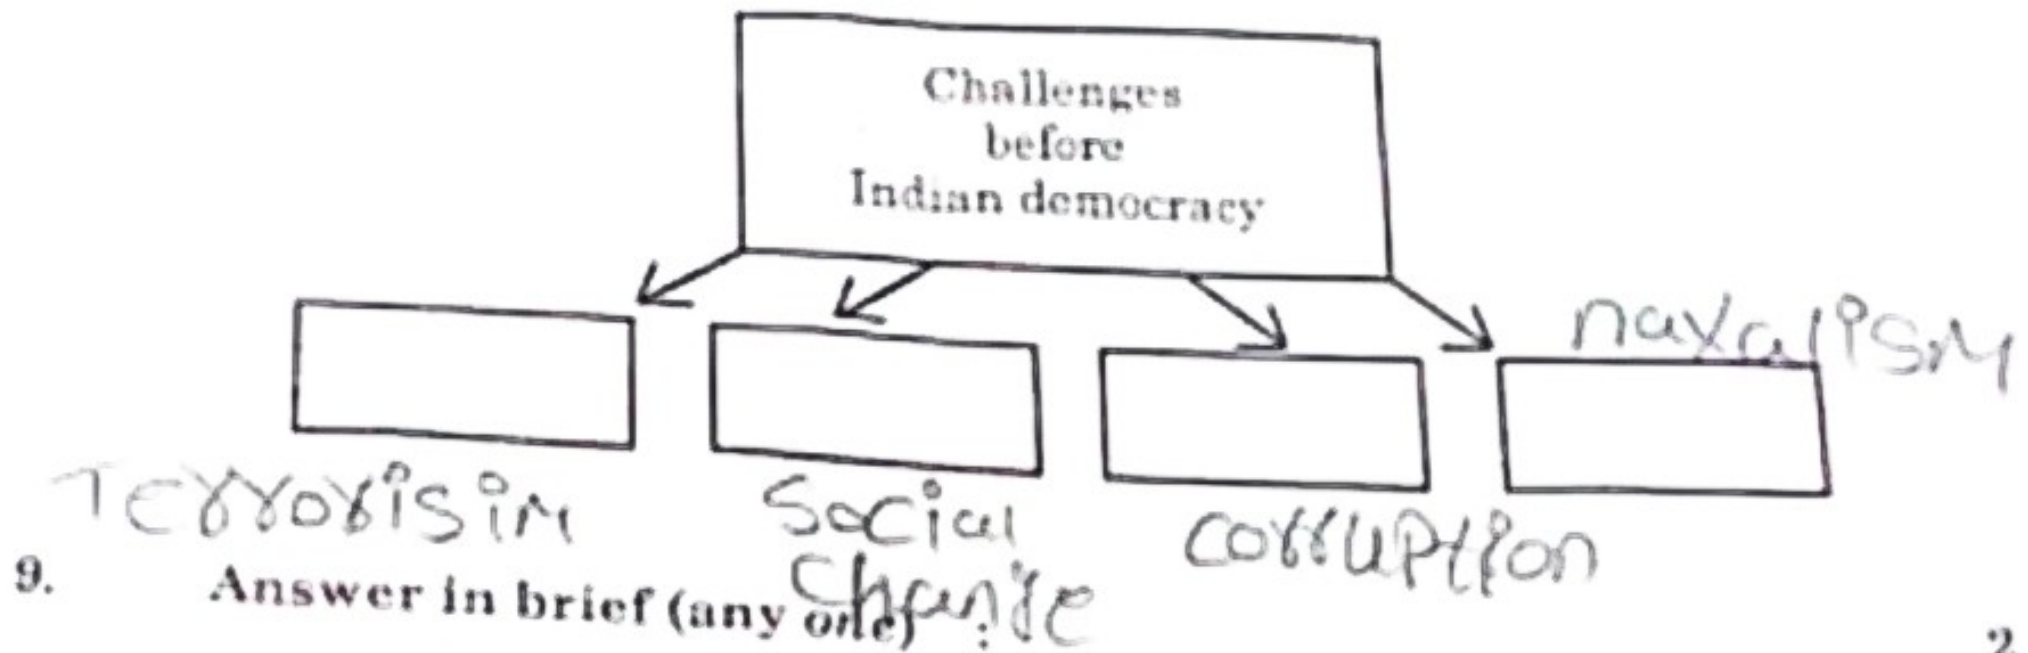 Challenges
before
Indian democracy
naxalism
Terrorisim
Social
Change
corruption
9. Answer in brief (any one) :
2